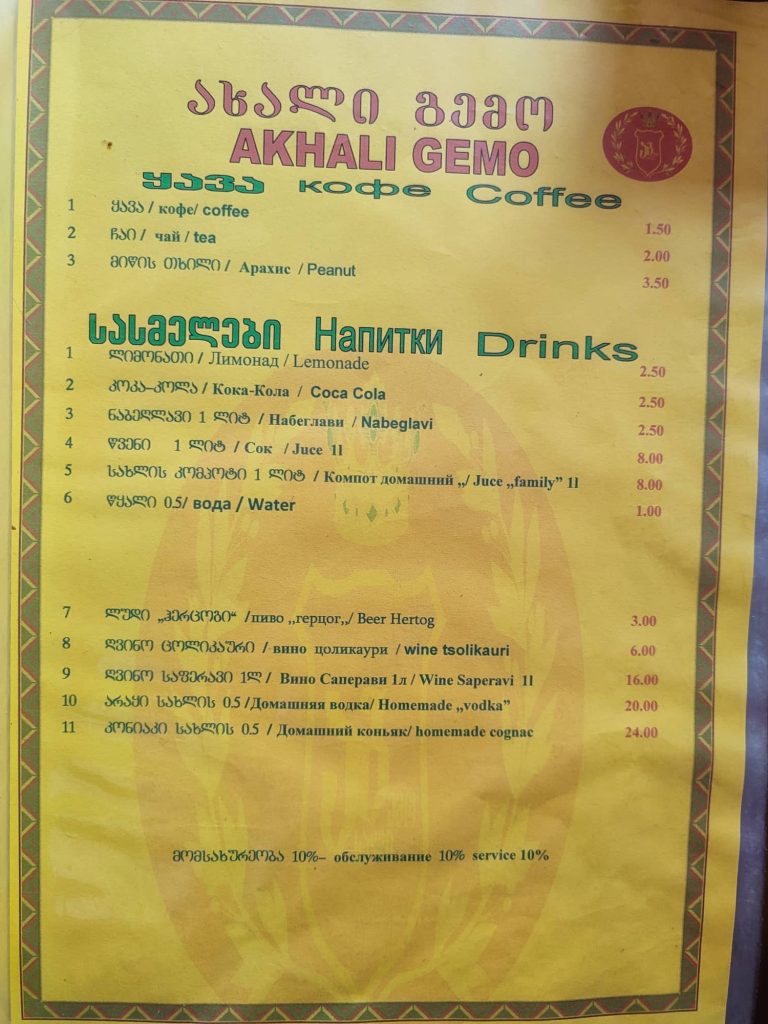 ახალი გემო
AKHALI GEMO
ყავა кофе Coffee
1 ყავა / кофе/ coffee 1.50
2 ჩაი / чай / tea 2.00
3 მიწის თხილი / Арахис / Peanut 3.50
სასმელები Напитки Drinks
1 ლიმონათი / Лимонад / Lemonade 2.50
2 კოკა-კოლა / Кока-Кола / Coca Cola 2.50
3 ნაბეღლავი 1 ლიტ / Набеглави / Nabeglavi 2.50
4 წვენი 1 ლიტ / Сок / Juce 1l 8.00
5 სახლის კომპოტი 1 ლიტ / Компот домашний „/ Juce „family” 1l 8.00
6 წყალი 0.5/ вода / Water 1.00
7 ლუდი „ჰერცოგი“ /пиво „герцог„/ Beer Hertog 3.00
8 ღვინო ცოლიკაური / вино цоликаури / wine tsolikauri 6.00
9 ღვინო საფერავი 1ლ / Вино Саперави 1л / Wine Saperavi 1l 16.00
10 არაყი სახლის 0.5 /Домашняя водка/ Homemade „vodka” 20.00
11 კონიაკი სახლის 0.5 / Домашний коньяк/ homemade cognac 24.00
მომსახურეობა 10%– обслуживание 10% service 10%